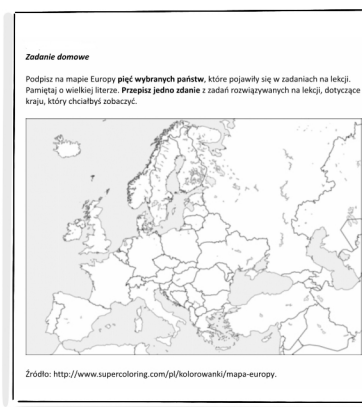 Zadanie domowe
Podpisz na mapie Europy pięć wybranych państw, które pojawiły się w zadaniach na lekcji.
Pamiętaj o wielkiej literze. Przepisz jedno zdanie z zadań rozwiązywanych na lekcji, dotyczące
kraju, który chciałbyś zobaczyć.
Źródło: http://www.supercoloring.com/pl/kolorowanki/mapa-europy.